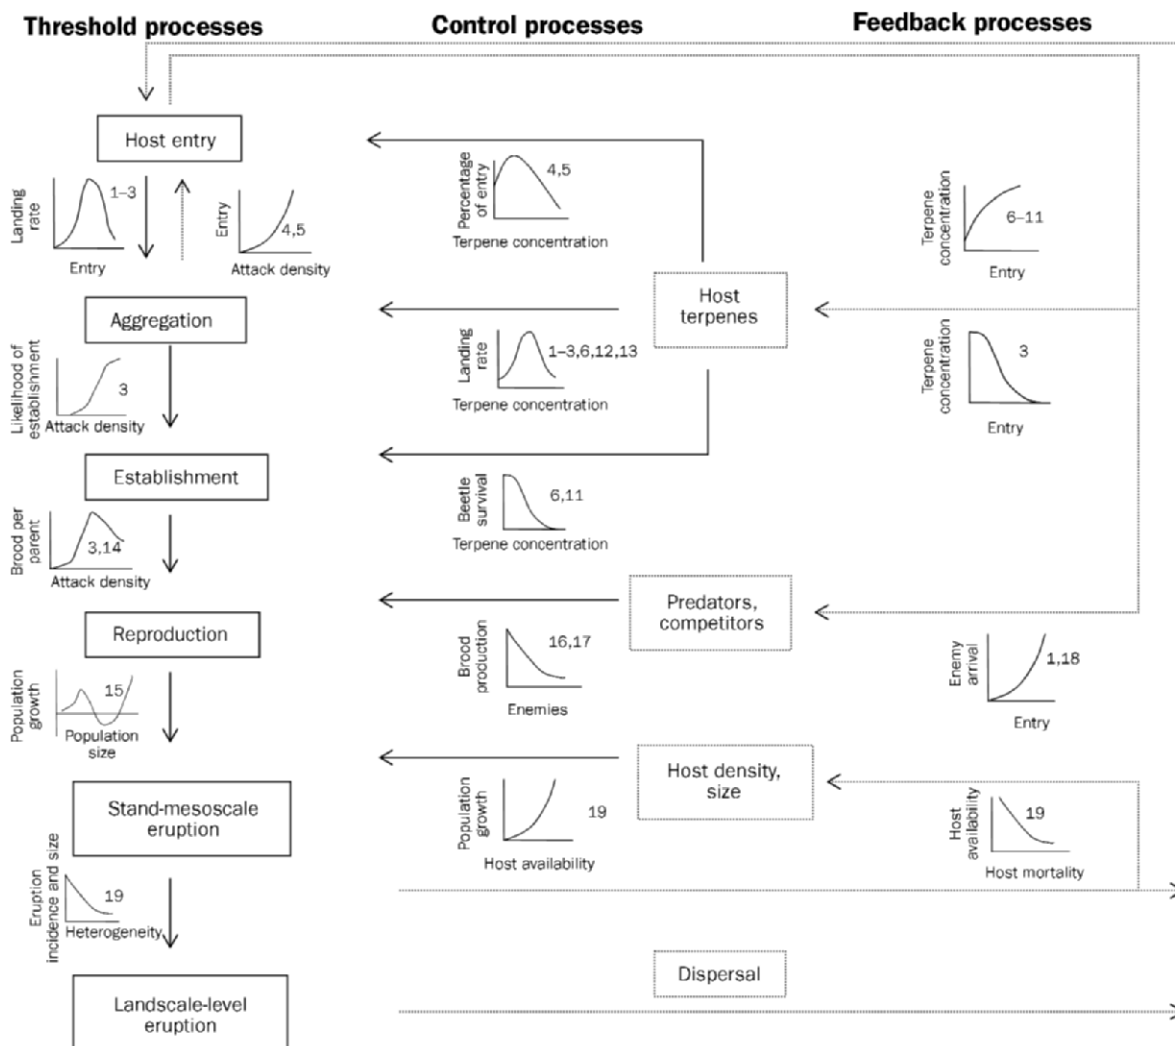 Threshold processes
Control processes
Feedback processes
Host entry
Landing
rate
1–3
Entry
Entry
4,5
Attack density
Percentage
of entry
4,5
Terpene concentration
Terpene
concentration
6–11
Entry
Host
terpenes
Aggregation
Likelihood of
establishment
3
Attack density
Landing
rate
1–3,6,12,13
Terpene concentration
Terpene
concentration
3
Entry
Establishment
Brood per
parent
3,14
Attack density
Beetle
survival
6,11
Terpene concentration
Predators,
competitors
Reproduction
Population
growth
15
Population
size
Brood
production
16,17
Enemies
Enemy
arrival
1,18
Entry
Host density,
size
Stand-mesoscale
eruption
Population
growth
19
Host availability
Host
availability
19
Host mortality
Eruption
incidence and size
19
Heterogeneity
Dispersal
Landscale-level
eruption